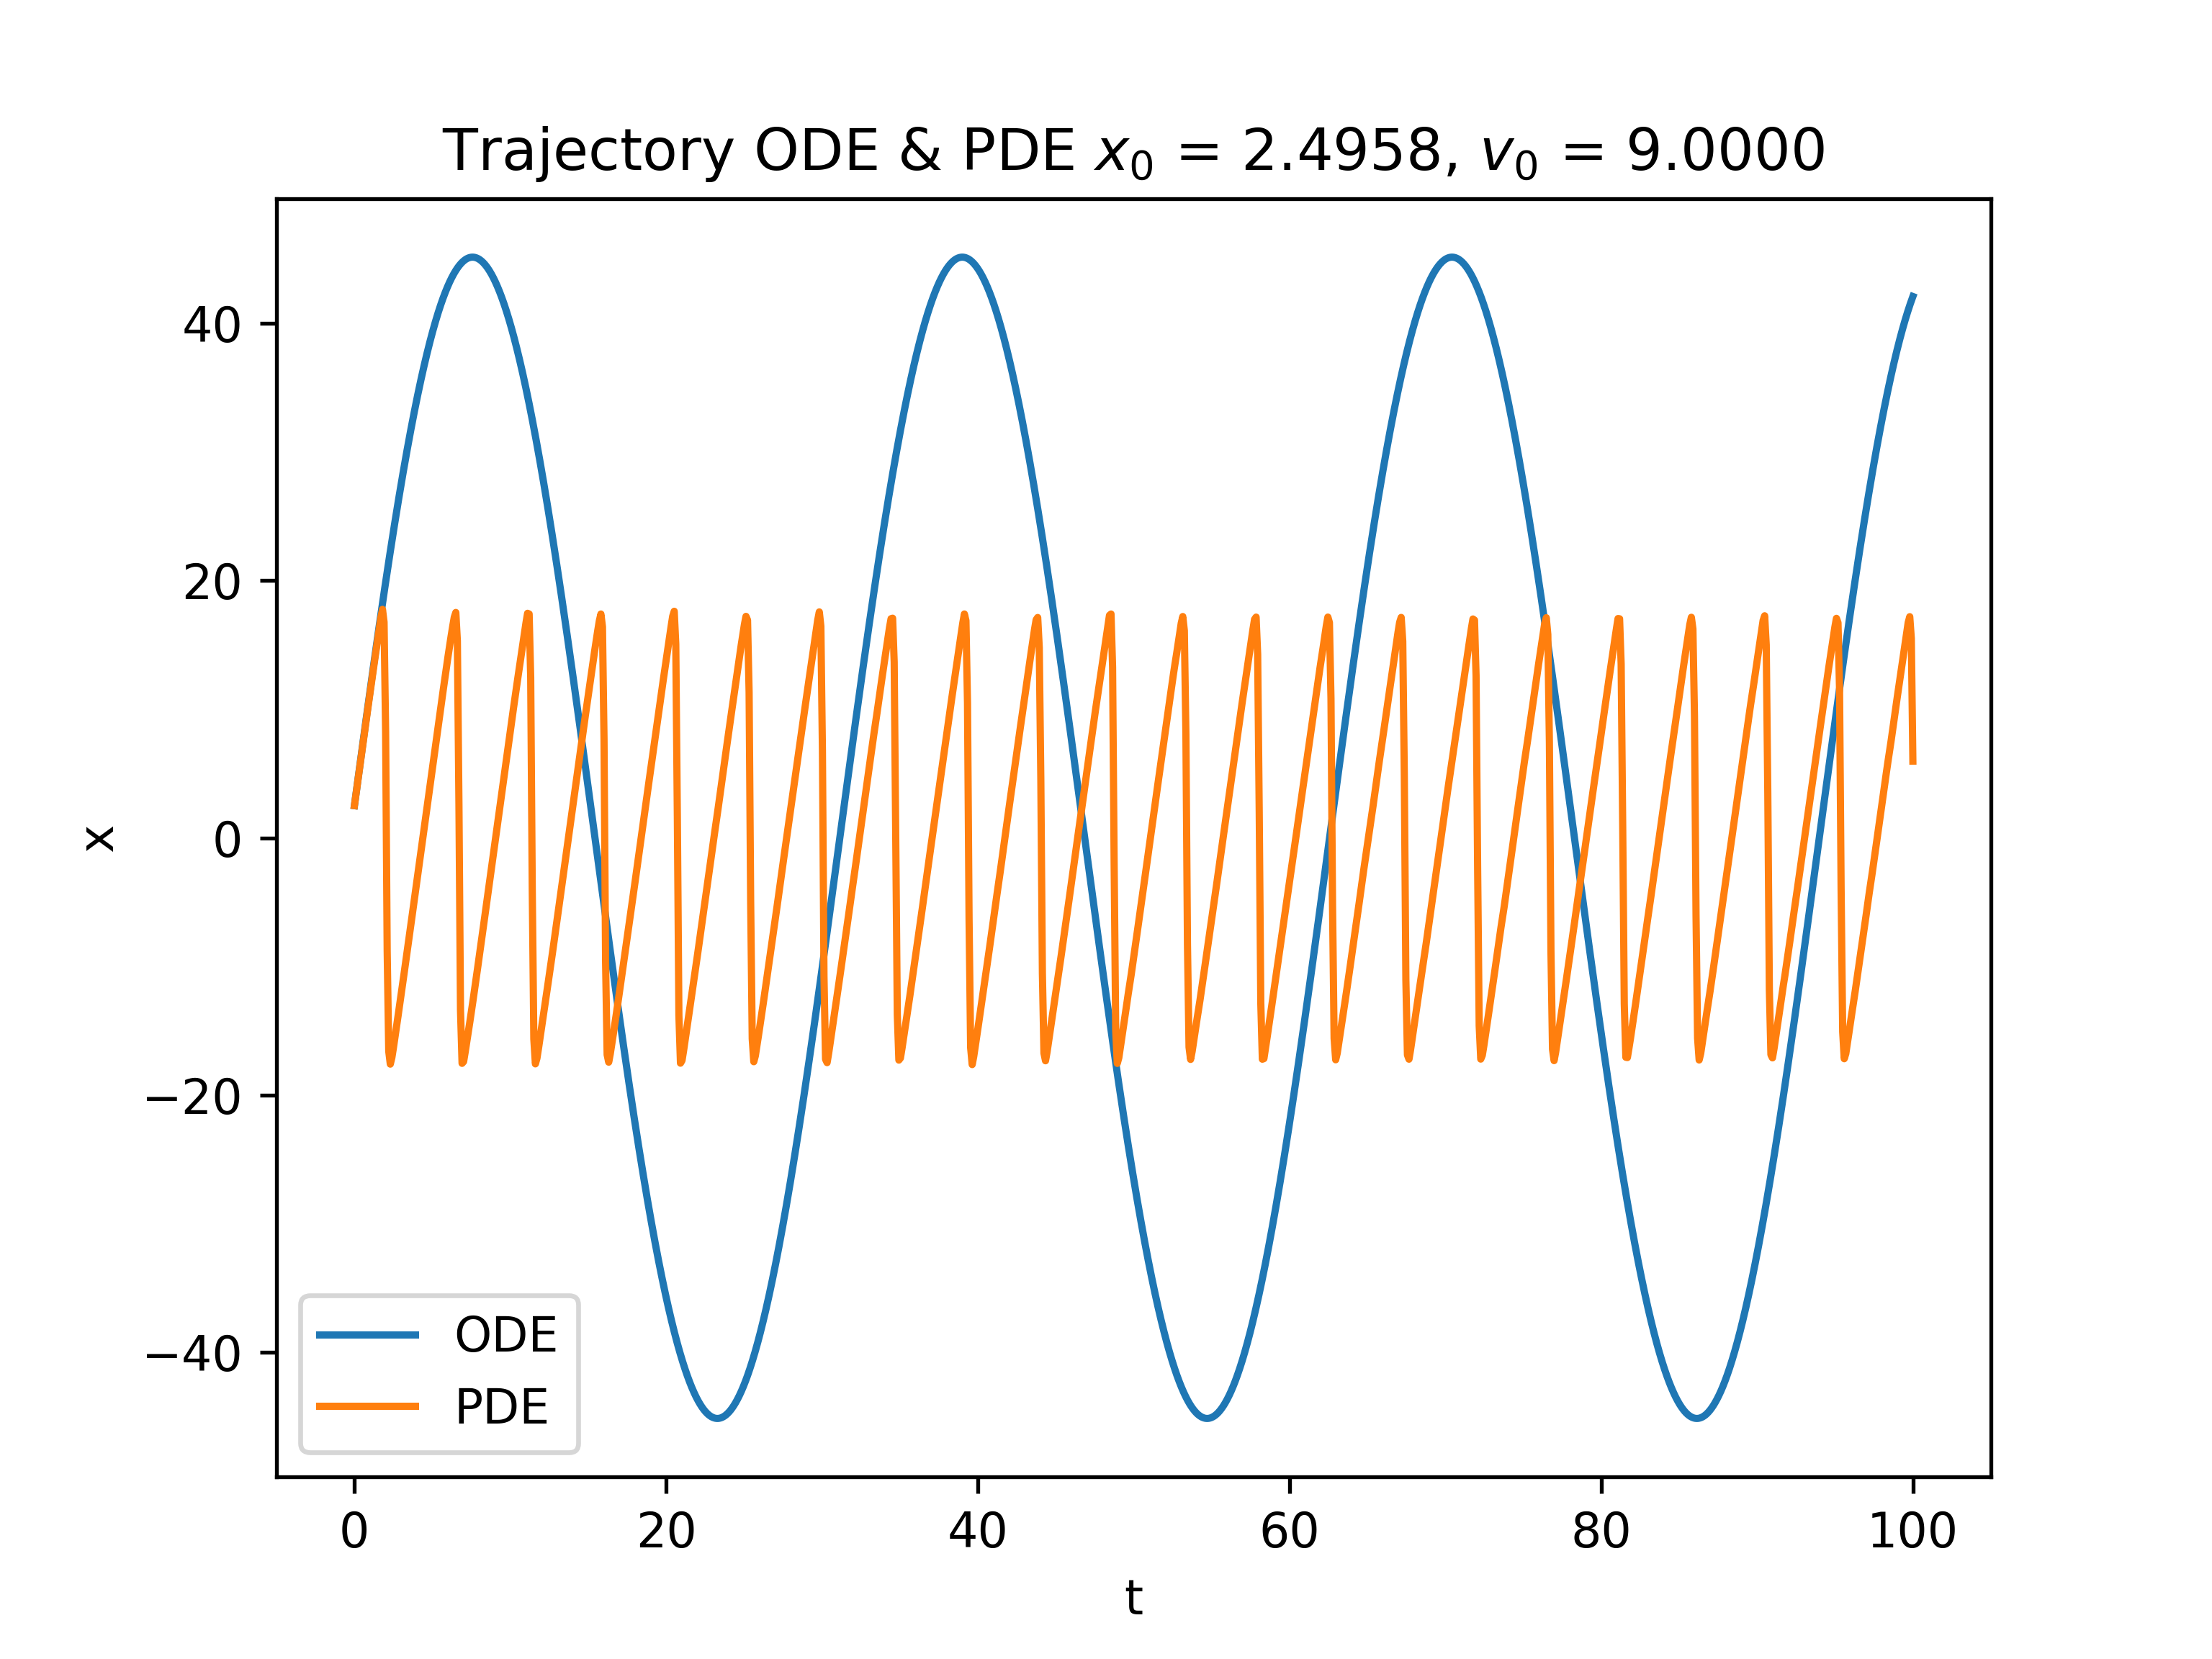 Trajectory ODE & PDE x₀ = 2.4958, v₀ = 9.0000
40
20
0
−20
−40
x
ODE
PDE
0 20 40 60 80 100
t